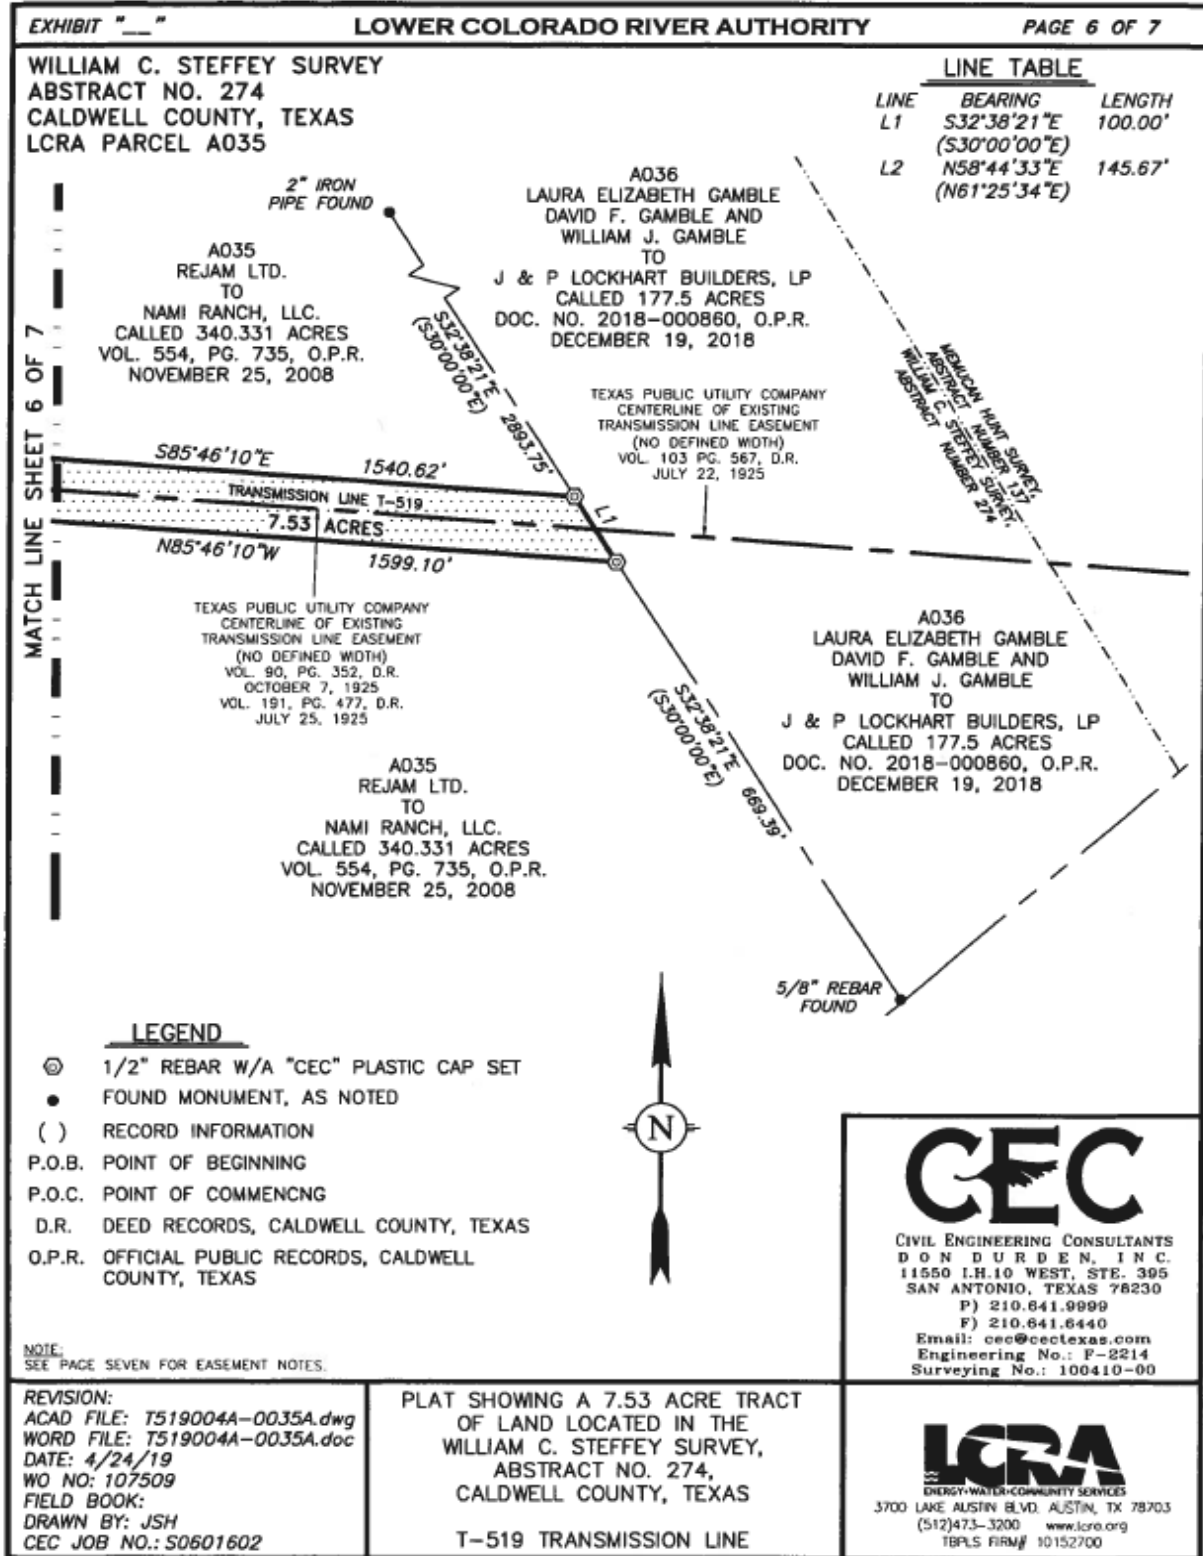 EXHIBIT "__" LOWER COLORADO RIVER AUTHORITY PAGE 6 OF 7
WILLIAM C. STEFFEY SURVEY
ABSTRACT NO. 274
CALDWELL COUNTY, TEXAS
LCRA PARCEL A035
LINE TABLE
LINE BEARING LENGTH
L1 S32°38'21"E 100.00'
(S30°00'00"E)
L2 N58°44'33"E 145.67'
(N61°25'34"E)
2" IRON
PIPE FOUND
A036
LAURA ELIZABETH GAMBLE
DAVID F. GAMBLE AND
WILLIAM J. GAMBLE
TO
J & P LOCKHART BUILDERS, LP
CALLED 177.5 ACRES
DOC. NO. 2018-000860, O.P.R.
DECEMBER 19, 2018
A035
REJAM LTD.
TO
NAMI RANCH, LLC.
CALLED 340.331 ACRES
VOL. 554, PG. 735, O.P.R.
NOVEMBER 25, 2008
MATCH LINE SHEET 6 OF 7
S32°38'21"E 2893.75'
(S30°00'00"E)
MEMUCAN HUNT SURVEY,
ABSTRACT NUMBER 137
WILLIAM C. STEFFEY SURVEY,
ABSTRACT NUMBER 274
TEXAS PUBLIC UTILITY COMPANY
CENTERLINE OF EXISTING
TRANSMISSION LINE EASEMENT
(NO DEFINED WIDTH)
VOL. 103 PG. 567, D.R.
JULY 22, 1925
S85°46'10"E 1540.62'
TRANSMISSION LINE T-519
L1
7.53 ACRES
N85°46'10"W 1599.10'
TEXAS PUBLIC UTILITY COMPANY
CENTERLINE OF EXISTING
TRANSMISSION LINE EASEMENT
(NO DEFINED WIDTH)
VOL. 90, PG. 352, D.R.
OCTOBER 7, 1925
VOL. 191, PG. 477, D.R.
JULY 25, 1925
A036
LAURA ELIZABETH GAMBLE
DAVID F. GAMBLE AND
WILLIAM J. GAMBLE
TO
J & P LOCKHART BUILDERS, LP
CALLED 177.5 ACRES
DOC. NO. 2018-000860, O.P.R.
DECEMBER 19, 2018
S32°38'21"E 669.39'
(S30°00'00"E)
A035
REJAM LTD.
TO
NAMI RANCH, LLC.
CALLED 340.331 ACRES
VOL. 554, PG. 735, O.P.R.
NOVEMBER 25, 2008
5/8" REBAR
FOUND
LEGEND
1/2" REBAR W/A "CEC" PLASTIC CAP SET
FOUND MONUMENT, AS NOTED
( ) RECORD INFORMATION
P.O.B. POINT OF BEGINNING
P.O.C. POINT OF COMMENCNG
D.R. DEED RECORDS, CALDWELL COUNTY, TEXAS
O.P.R. OFFICIAL PUBLIC RECORDS, CALDWELL
COUNTY, TEXAS
N
NOTE:
SEE PAGE SEVEN FOR EASEMENT NOTES.
CEC
CIVIL ENGINEERING CONSULTANTS
DON DURDEN, INC.
11550 I.H.10 WEST, STE. 395
SAN ANTONIO, TEXAS 78230
P) 210.641.9999
F) 210.641.6440
Email: cec@cectexas.com
Engineering No.: F-2214
Surveying No.: 100410-00
REVISION:
ACAD FILE: T519004A-0035A.dwg
WORD FILE: T519004A-0035A.doc
DATE: 4/24/19
WO NO: 107509
FIELD BOOK:
DRAWN BY: JSH
CEC JOB NO.: S0601602
PLAT SHOWING A 7.53 ACRE TRACT
OF LAND LOCATED IN THE
WILLIAM C. STEFFEY SURVEY,
ABSTRACT NO. 274,
CALDWELL COUNTY, TEXAS
T-519 TRANSMISSION LINE
LCRA
ENERGY•WATER•COMMUNITY SERVICES
3700 LAKE AUSTIN BLVD. AUSTIN, TX 78703
(512)473-3200 www.lcra.org
TBPLS FIRM# 10152700